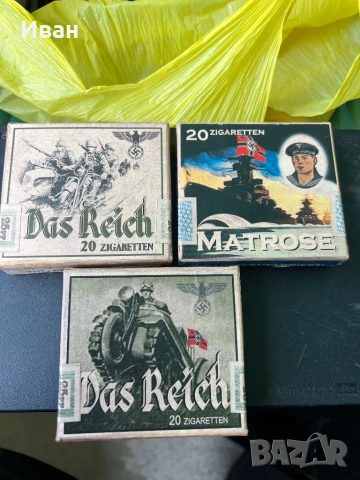 Иван
Das Reich
20 ZIGARETTEN
20 ZIGARETTEN
MATROSE
Das Reich
20 ZIGARETTEN
BAZAR